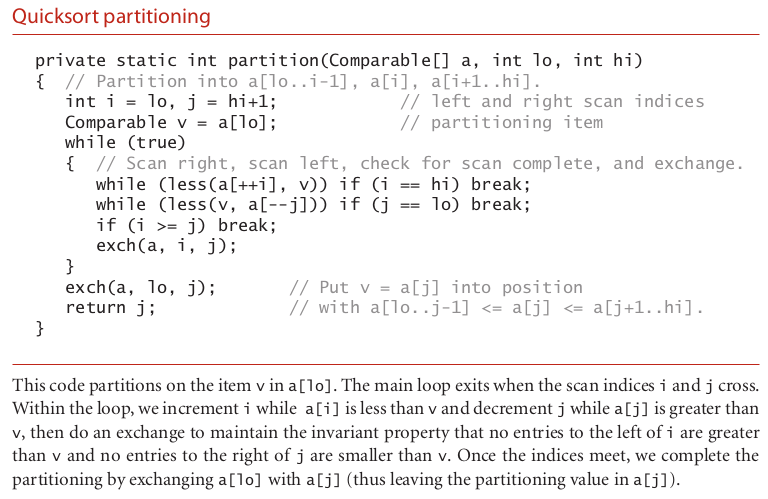 Quicksort partitioning
private static int partition(Comparable[] a, int lo, int hi)
{  // Partition into a[lo..i-1], a[i], a[i+1..hi].
   int i = lo, j = hi+1;            // left and right scan indices
   Comparable v = a[lo];            // partitioning item
   while (true)
   {  // Scan right, scan left, check for scan complete, and exchange.
      while (less(a[++i], v)) if (i == hi) break;
      while (less(v, a[--j])) if (j == lo) break;
      if (i >= j) break;
      exch(a, i, j);
   }
   exch(a, lo, j);       // Put v = a[j] into position
   return j;             // with a[lo..j-1] <= a[j] <= a[j+1..hi].
}
This code partitions on the item v in a[lo]. The main loop exits when the scan indices i and j cross.
Within the loop, we increment i while a[i] is less than v and decrement j while a[j] is greater than
v, then do an exchange to maintain the invariant property that no entries to the left of i are greater
than v and no entries to the right of j are smaller than v. Once the indices meet, we complete the
partitioning by exchanging a[lo] with a[j] (thus leaving the partitioning value in a[j]).